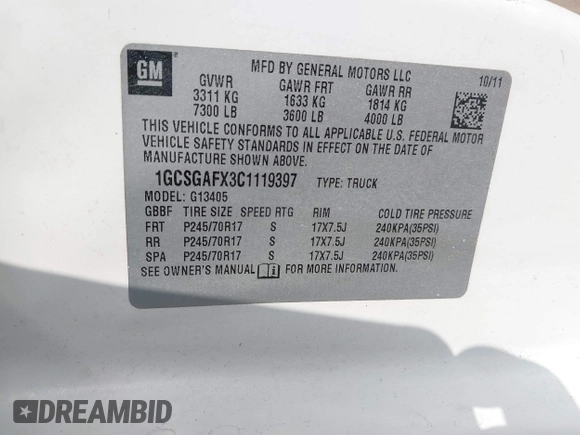 GM
MFD BY GENERAL MOTORS LLC
10/11
GVWR GAWR FRT GAWR RR
3311 KG 1633 KG 1814 KG
7300 LB 3600 LB 4000 LB
THIS VEHICLE CONFORMS TO ALL APPLICABLE U.S. FEDERAL MOTOR
VEHICLE SAFETY STANDARDS IN EFFECT ON THE DATE OF
MANUFACTURE SHOWN ABOVE.
1GCSGAFX3C1119397 TYPE: TRUCK
MODEL: G13405
GBBF TIRE SIZE SPEED RTG RIM COLD TIRE PRESSURE
FRT P245/70R17 S 17X7.5J 240KPA(35PSI)
RR P245/70R17 S 17X7.5J 240KPA(35PSI)
SPA P245/70R17 S 17X7.5J 240KPA(35PSI)
SEE OWNER'S MANUAL FOR MORE INFORMATION.
DREAMBID